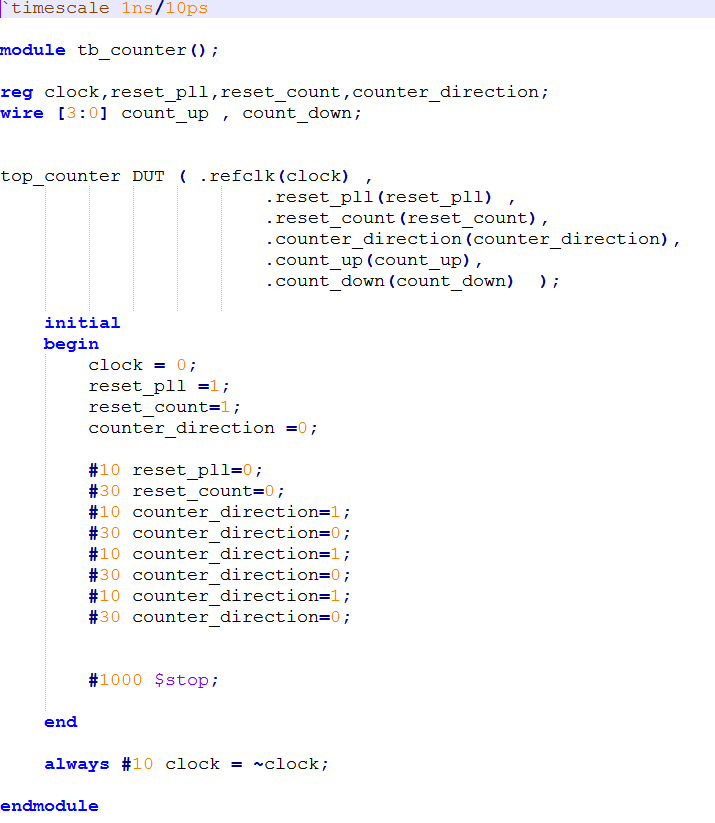 `timescale 1ns/10ps
module tb_counter();
reg clock,reset_pll,reset_count,counter_direction;
wire [3:0] count_up , count_down;
top_counter DUT ( .refclk(clock) ,
.reset_pll(reset_pll) ,
.reset_count(reset_count),
.counter_direction(counter_direction),
.count_up(count_up),
.count_down(count_down)  );
initial
begin
clock = 0;
reset_pll =1;
reset_count=1;
counter_direction =0;
#10 reset_pll=0;
#30 reset_count=0;
#10 counter_direction=1;
#30 counter_direction=0;
#10 counter_direction=1;
#30 counter_direction=0;
#10 counter_direction=1;
#30 counter_direction=0;
#1000 $stop;
end
always #10 clock = ~clock;
endmodule